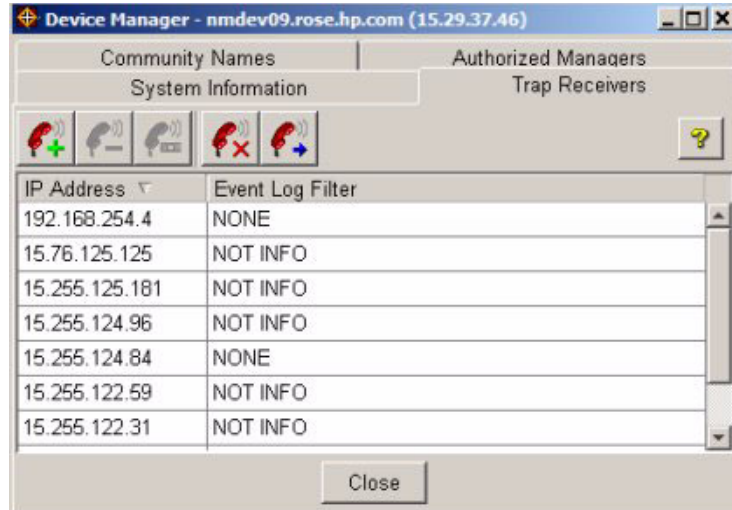 Device Manager - nmdev09.rose.hp.com (15.29.37.46)
Community Names Authorized Managers
System Information Trap Receivers
?
IP Address Event Log Filter
192.168.254.4 NONE
15.76.125.125 NOT INFO
15.255.125.181 NOT INFO
15.255.124.96 NOT INFO
15.255.124.84 NONE
15.255.122.59 NOT INFO
15.255.122.31 NOT INFO
Close